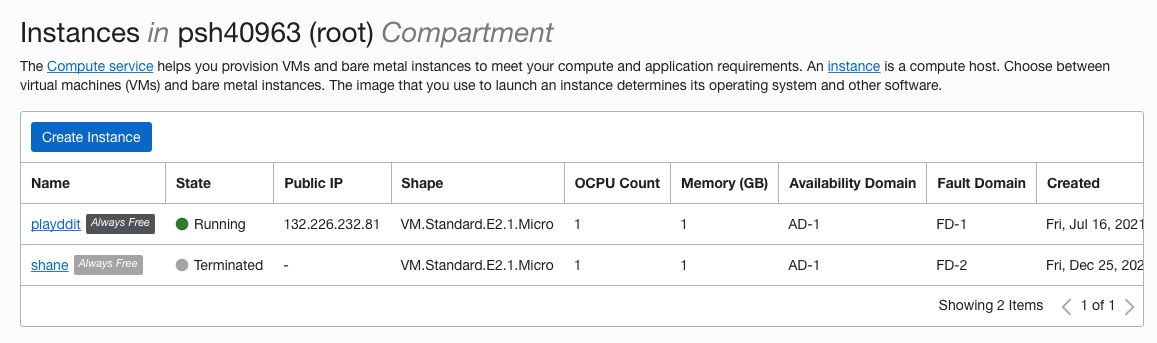 Instances in psh40963 (root) Compartment
The Compute service helps you provision VMs and bare metal instances to meet your compute and application requirements. An instance is a compute host. Choose between
virtual machines (VMs) and bare metal instances. The image that you use to launch an instance determines its operating system and other software.
Create Instance
Name State Public IP Shape OCPU Count Memory (GB) Availability Domain Fault Domain Created
playddit Always Free Running 132.226.232.81 VM.Standard.E2.1.Micro 1 1 AD-1 FD-1 Fri, Jul 16, 2021
shane Always Free Terminated - VM.Standard.E2.1.Micro 1 1 AD-1 FD-2 Fri, Dec 25, 202
Showing 2 Items < 1 of 1 >